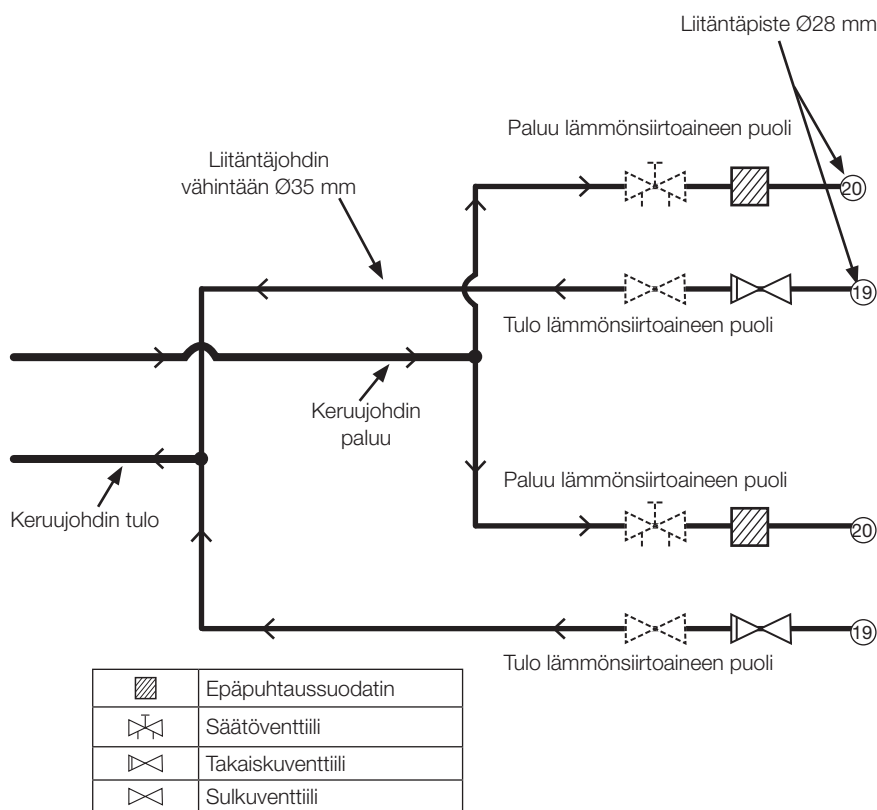 Liitäntäpiste Ø28 mm
Paluu lämmönsiirtoaineen puoli
Liitäntäjohdin
vähintään Ø35 mm
20
19
Tulo lämmönsiirtoaineen puoli
Keruujohdin
paluu
Keruujohdin tulo
Paluu lämmönsiirtoaineen puoli
20
19
Tulo lämmönsiirtoaineen puoli
Epäpuhtaussuodatin
Säätöventtiili
Takaiskuventtiili
Sulkuventtiili